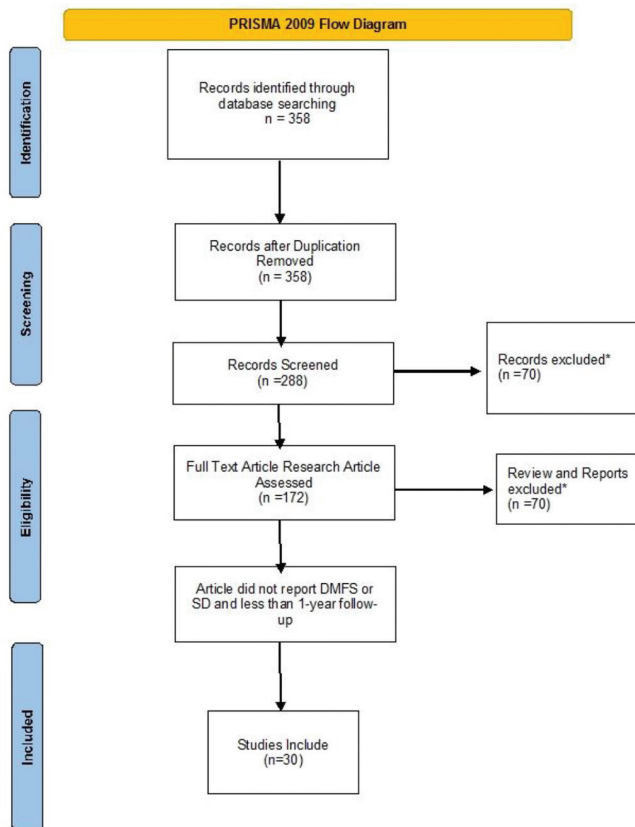 PRISMA 2009 Flow Diagram
Identification
Records identified through
database searching
n = 358
Screening
Records after Duplication
Removed
(n = 358)
Records Screened
(n =288)
Records excluded*
(n =70)
Eligibility
Full Text Article Research Article
Assessed
(n =172)
Review and Reports
excluded*
(n =70)
Article did not report DMFS or
SD and less than 1-year follow-
up
Included
Studies Include
(n=30)